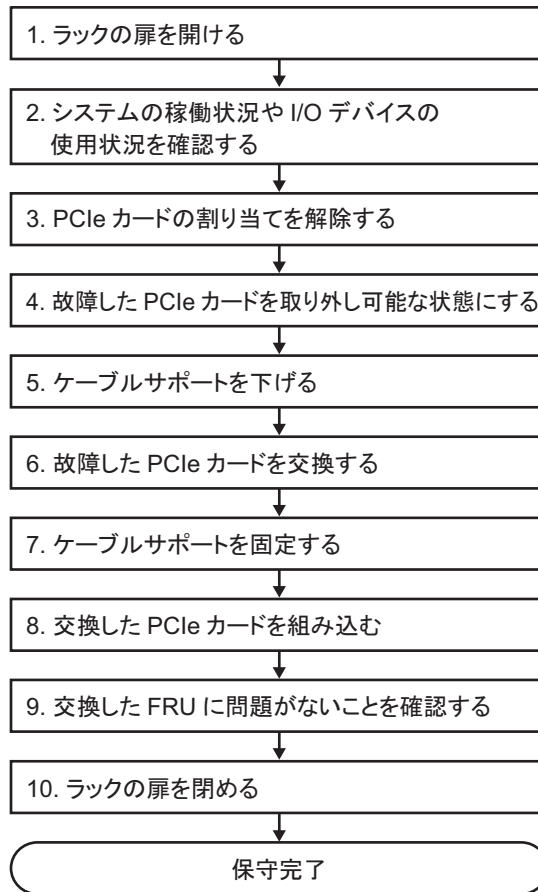 1. ラックの扉を開ける
2. システムの稼働状況や I/O デバイスの
使用状況を確認する
3. PCIe カードの割り当てを解除する
4. 故障した PCIe カードを取り外し可能な状態にする
5. ケーブルサポートを下げる
6. 故障した PCIe カードを交換する
7. ケーブルサポートを固定する
8. 交換した PCIe カードを組み込む
9. 交換した FRU に問題がないことを確認する
10. ラックの扉を閉める
保守完了